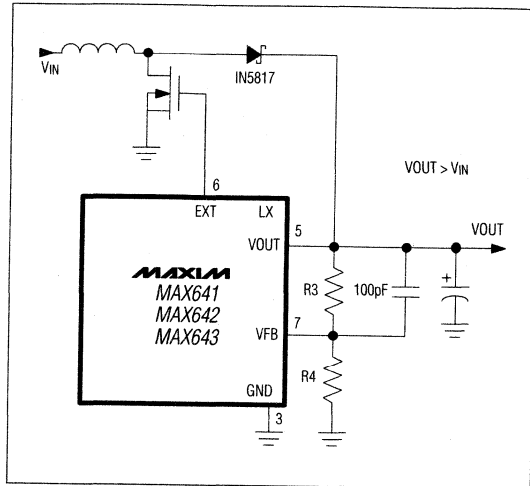 VIN
IN5817
6
VOUT > VIN
EXT
LX
5
VOUT
VOUT
MAXIM
MAX641
MAX642
MAX643
R3
100pF
+
7
VFB
R4
GND
3